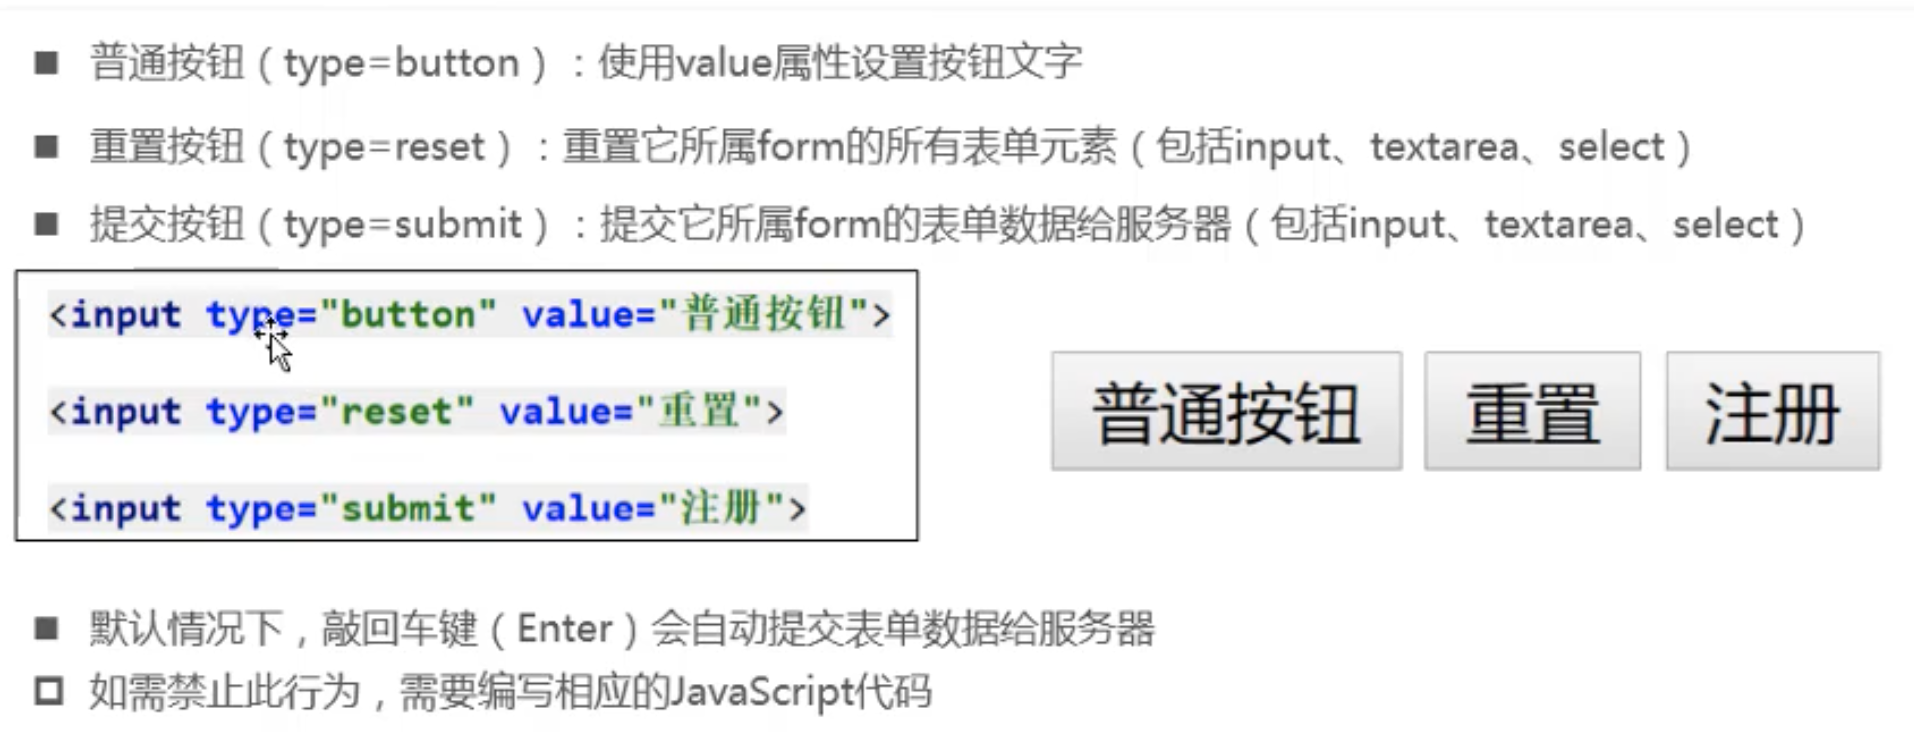 普通按钮（type=button）：使用value属性设置按钮文字
重置按钮（type=reset）：重置它所属form的所有表单元素（包括input、textarea、select）
提交按钮（type=submit）：提交它所属form的表单数据给服务器（包括input、textarea、select）
<input type="button" value="普通按钮">
<input type="reset" value="重置">
<input type="submit" value="注册">
普通按钮 重置 注册
默认情况下，敲回车键（Enter）会自动提交表单数据给服务器
如需禁止此行为，需要编写相应的JavaScript代码